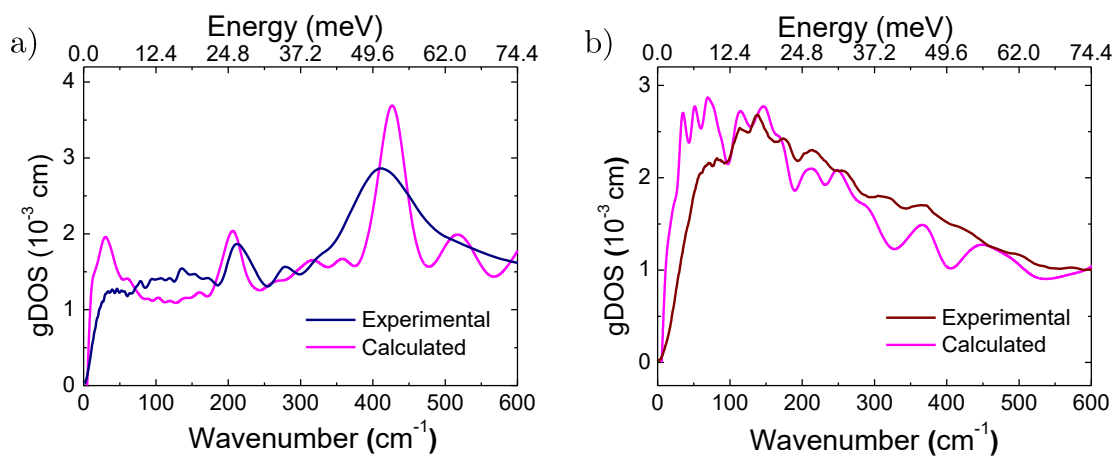 a)
Energy (meV)
0.0 12.4 24.8 37.2 49.6 62.0 74.4
4
3
2
1
0
gDOS (10⁻³ cm)
Experimental
Calculated
0 100 200 300 400 500 600
Wavenumber (cm⁻¹)
b)
Energy (meV)
0.0 12.4 24.8 37.2 49.6 62.0 74.4
3
2
1
0
gDOS (10⁻³ cm)
Experimental
Calculated
0 100 200 300 400 500 600
Wavenumber (cm⁻¹)